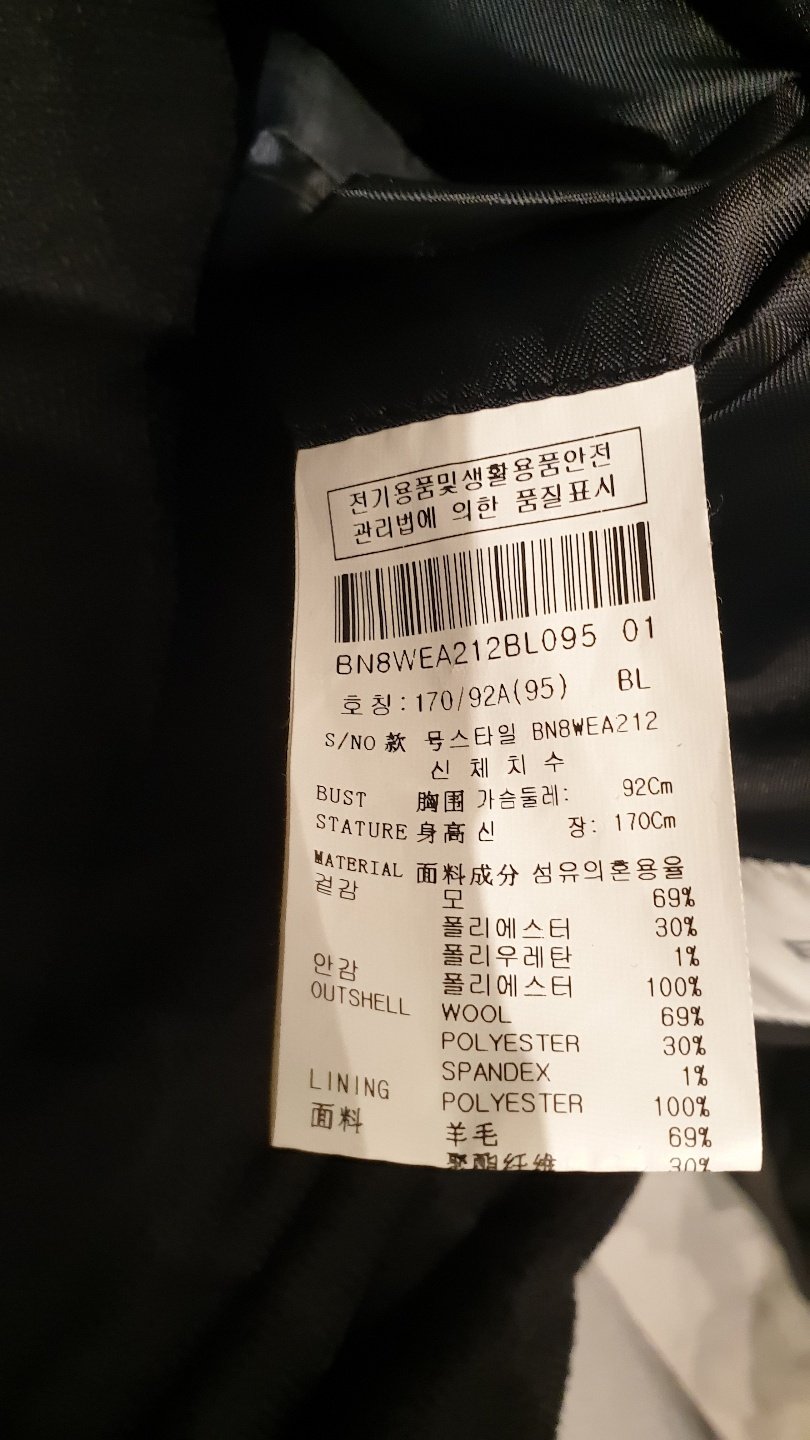 전기용품및생활용품안전
관리법에 의한 품질표시
BN8WEA212BL095 01
호칭:170/92A(95) BL
S/NO 款 号스타일 BN8WEA212
신 체 치 수
BUST 胸围 가슴둘레: 92Cm
STATURE 身高 신 장: 170Cm
MATERIAL 面料成分 섬유의혼용율
겉감 모 69%
폴리에스터 30%
폴리우레탄 1%
안감 폴리에스터 100%
OUTSHELL WOOL 69%
POLYESTER 30%
SPANDEX 1%
LINING POLYESTER 100%
面料 羊毛 69%
聚酯纤维 30%